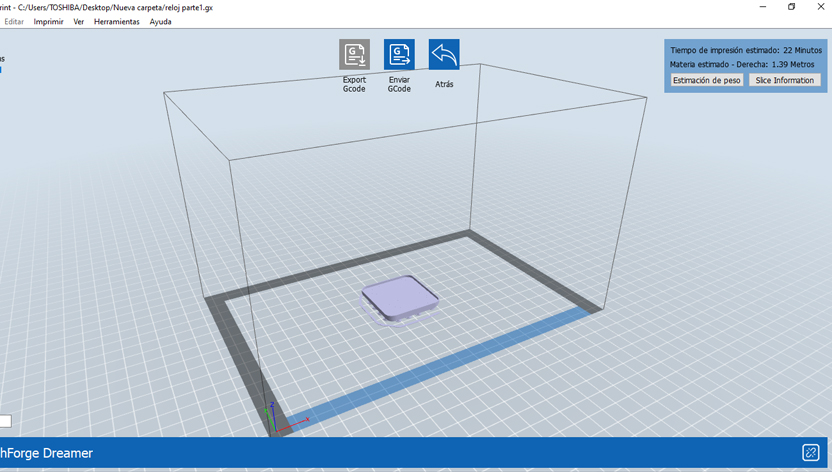 rint - C:/Users/TOSHIBA/Desktop/Nueva carpeta/reloj parte1.gx
Editar Imprimir Ver Herramientas Ayuda
Export Gcode
Enviar GCode
Atrás
Tiempo de impresión estimado: 22 Minutos
Materia estimado - Derecha: 1.39 Metros
Estimación de peso Slice Information
hForge Dreamer